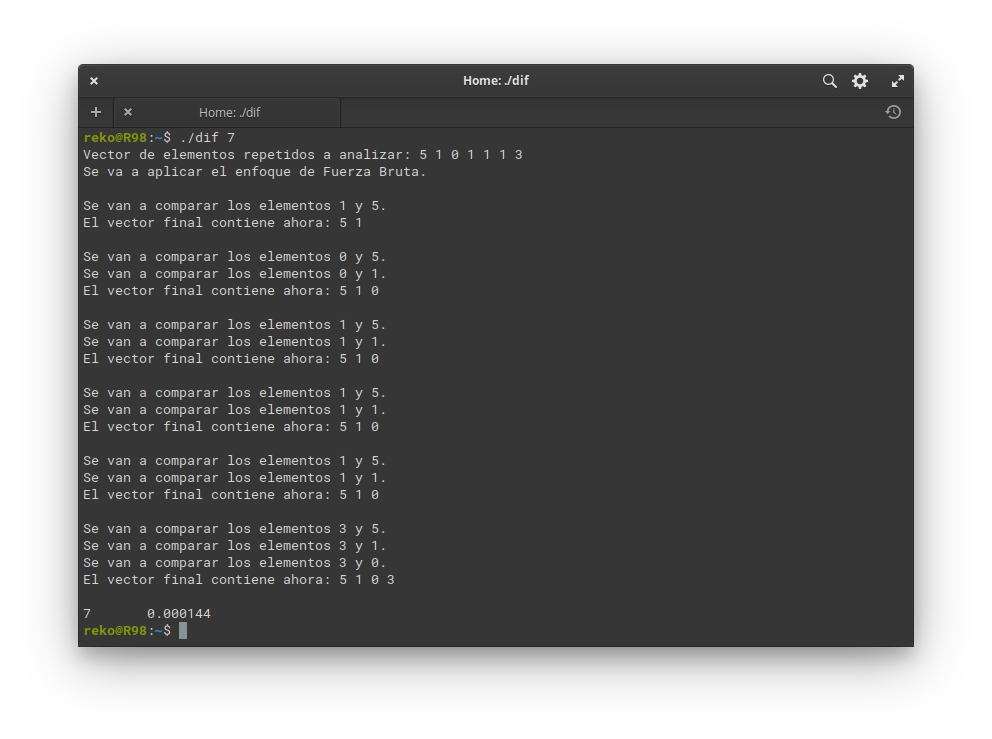 Home: ./dif
Home: ./dif
reko@R98:~$ ./dif 7
Vector de elementos repetidos a analizar: 5 1 0 1 1 1 3
Se va a aplicar el enfoque de Fuerza Bruta.
Se van a comparar los elementos 1 y 5.
El vector final contiene ahora: 5 1
Se van a comparar los elementos 0 y 5.
Se van a comparar los elementos 0 y 1.
El vector final contiene ahora: 5 1 0
Se van a comparar los elementos 1 y 5.
Se van a comparar los elementos 1 y 1.
El vector final contiene ahora: 5 1 0
Se van a comparar los elementos 1 y 5.
Se van a comparar los elementos 1 y 1.
El vector final contiene ahora: 5 1 0
Se van a comparar los elementos 1 y 5.
Se van a comparar los elementos 1 y 1.
El vector final contiene ahora: 5 1 0
Se van a comparar los elementos 3 y 5.
Se van a comparar los elementos 3 y 1.
Se van a comparar los elementos 3 y 0.
El vector final contiene ahora: 5 1 0 3
7       0.000144
reko@R98:~$